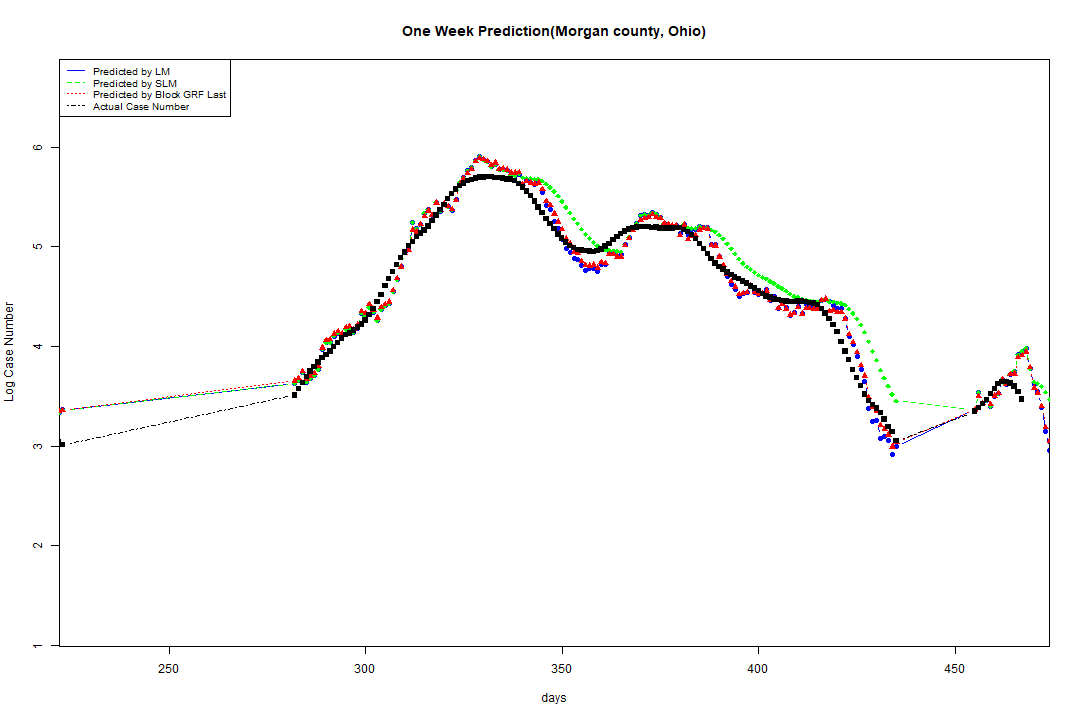 One Week Prediction(Morgan county, Ohio)
Predicted by LM
Predicted by SLM
Predicted by Block GRF Last
Actual Case Number
6
5
4
3
2
1
Log Case Number
250
300
350
400
450
days